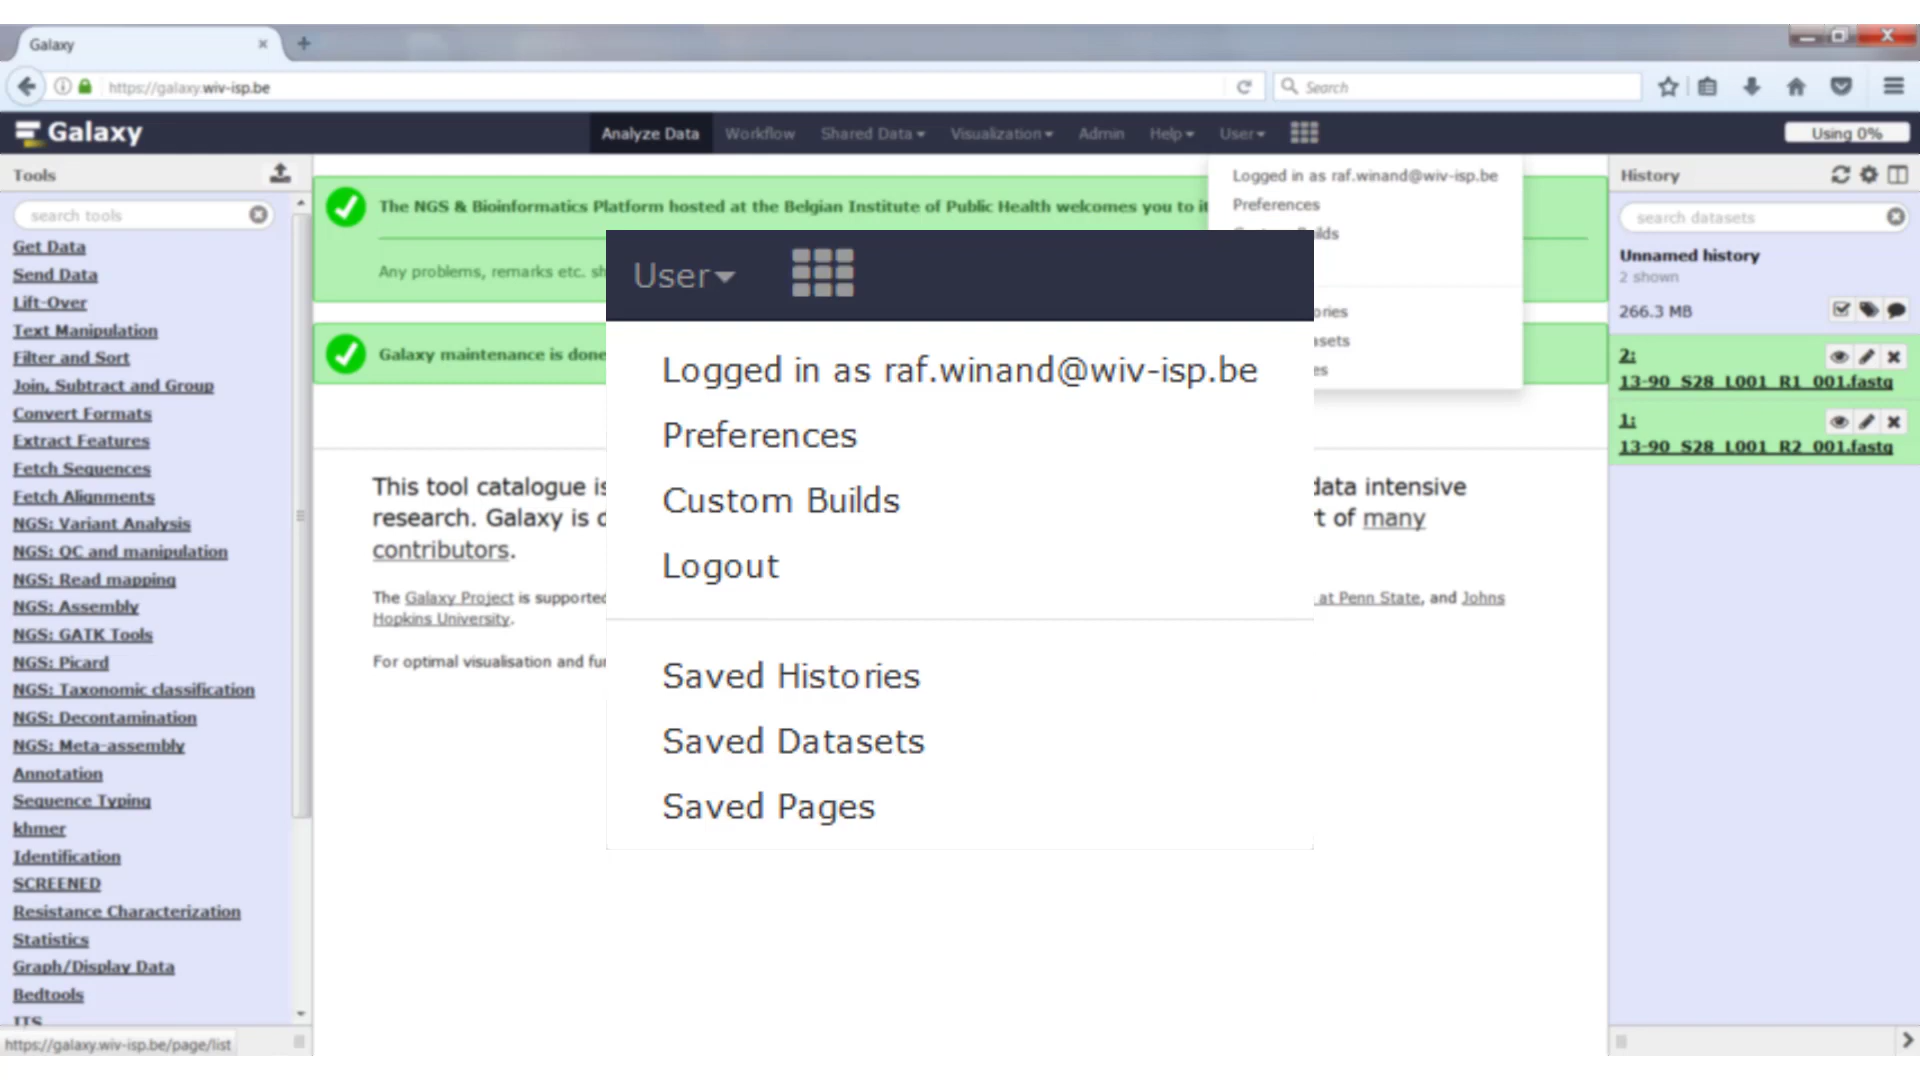 Galaxy
https://galaxy.wiv-isp.be
Search
Galaxy
Analyze Data
Workflow
Shared Data
Visualization
Admin
Help
User
Using 0%
Tools
search tools
Get Data
Send Data
Lift-Over
Text Manipulation
Filter and Sort
Join, Subtract and Group
Convert Formats
Extract Features
Fetch Sequences
Fetch Alignments
NGS: Variant Analysis
NGS: QC and manipulation
NGS: Read mapping
NGS: Assembly
NGS: GATK Tools
NGS: Picard
NGS: Taxonomic classification
NGS: Decontamination
NGS: Meta-assembly
Annotation
Sequence Typing
khmer
Identification
SCREENED
Resistance Characterization
Statistics
Graph/Display Data
Bedtools
ITS
https://galaxy.wiv-isp.be/page/list
The NGS & Bioinformatics Platform hosted at the Belgian Institute of Public Health welcomes you to
Any problems, remarks etc.
Galaxy maintenance is done
Logged in as raf.winand@wiv-isp.be
Preferences
User
Logged in as raf.winand@wiv-isp.be
Preferences
Custom Builds
Logout
Saved Histories
Saved Datasets
Saved Pages
This tool catalogue data intensive
research. Galaxy is of many
contributors.
The Galaxy Project is supported at Penn State, and Johns
Hopkins University.
For optimal visualisation and
History
search datasets
Unnamed history
2 shown
266.3 MB
2:
13-90_S28_L001_R1_001.fastq
1:
13-90_S28_L001_R2_001.fastq